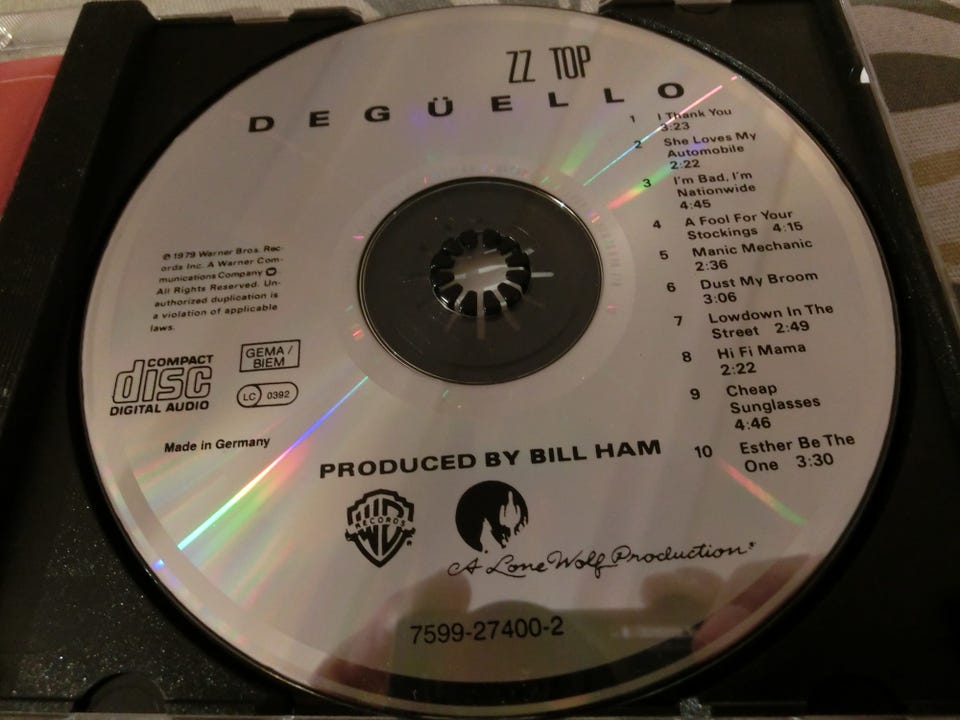 ZZ TOP
DEGÜELLO
1 I Thank You
3:23
2 She Loves My
Automobile
2:22
3 I'm Bad, I'm
Nationwide
4:45
4 A Fool For Your
Stockings 4:15
5 Manic Mechanic
2:36
6 Dust My Broom
3:06
7 Lowdown In The
Street 2:49
8 Hi Fi Mama
2:22
9 Cheap
Sunglasses
4:46
10 Esther Be The
One 3:30
℗ 1979 Warner Bros. Rec-
ords Inc. A Warner Com-
munications Company
All Rights Reserved. Un-
authorized duplication is
a violation of applicable
laws.
COMPACT
disc
DIGITAL AUDIO
GEMA /
BIEM
LC 0392
Made in Germany
PRODUCED BY BILL HAM
WB
RECORDS
A Lone Wolf Production*
7599-27400-2